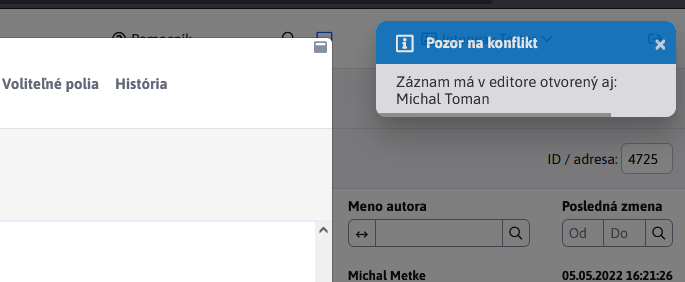 Pomocník
Pozor na konflikt
Záznam má v editore otvorený aj:
Michal Toman
Voliteľné polia
História
ID / adresa: 4725
Meno autora
Posledná zmena
Od
Do
Michal Metke
05.05.2022 16:21:26